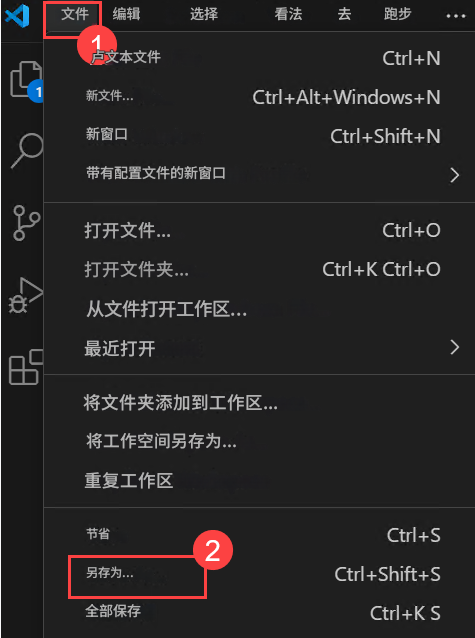 文件 编辑 选择 看法 去 跑步 ...
1
卢文本文件 Ctrl+N
1
新文件... Ctrl+Alt+Windows+N
新窗口 Ctrl+Shift+N
带有配置文件的新窗口
打开文件... Ctrl+O
打开文件夹... Ctrl+K Ctrl+O
从文件打开工作区...
最近打开
将文件夹添加到工作区...
将工作空间另存为...
重复工作区
节省 Ctrl+S
2
另存为... Ctrl+Shift+S
全部保存 Ctrl+K S